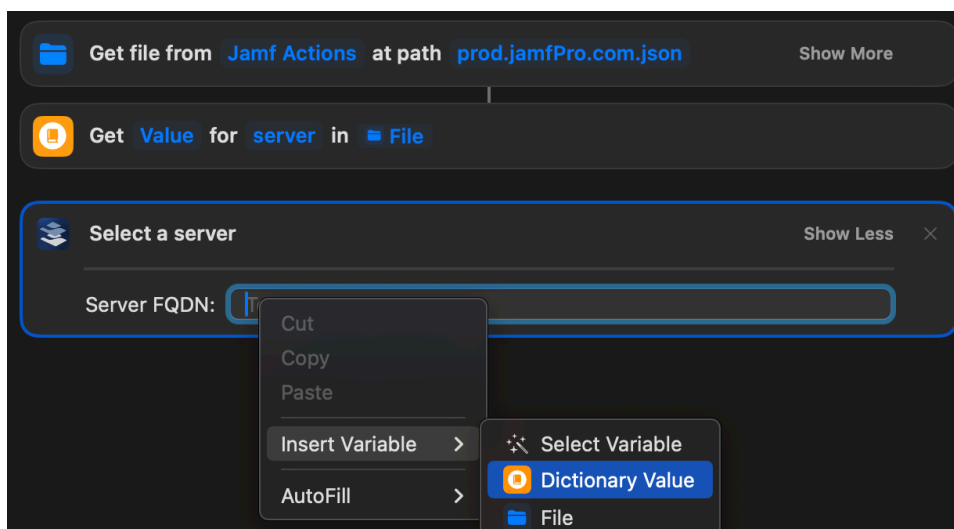 Get file from Jamf Actions at path prod.jamfPro.com.json Show More
Get Value for server in File
Select a server Show Less
Server FQDN:
Cut
Copy
Paste
Insert Variable
Select Variable
Dictionary Value
AutoFill
File